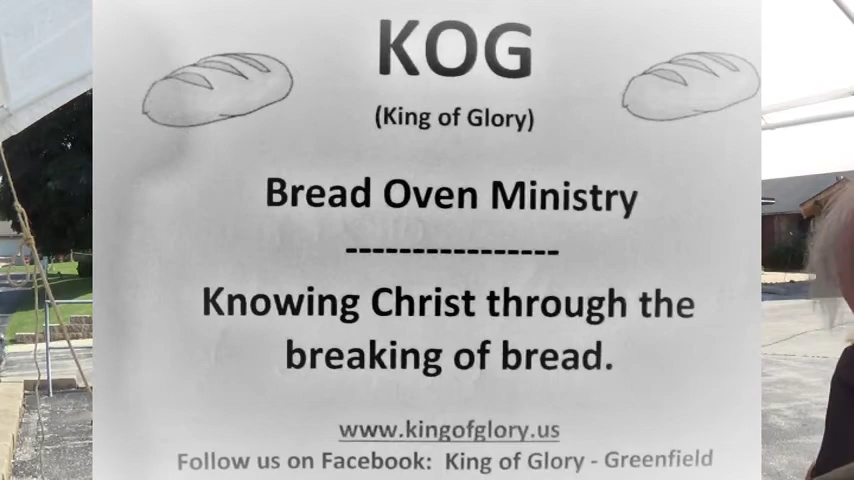 KOG
(King of Glory)
Bread Oven Ministry
-----------------
Knowing Christ through the
breaking of bread.
www.kingofglory.us
Follow us on Facebook:  King of Glory - Greenfield